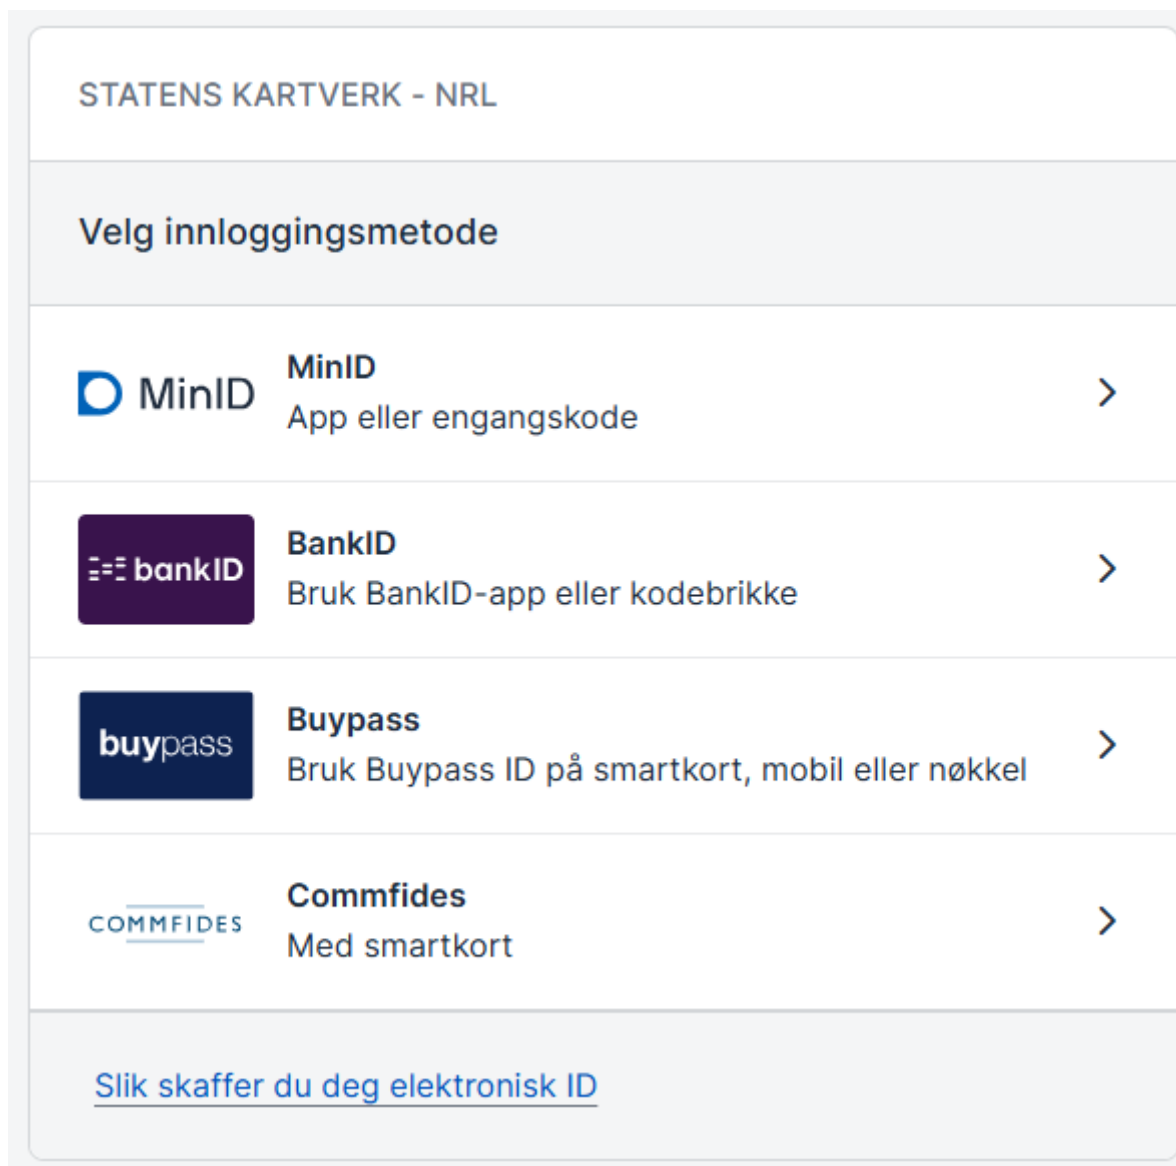 STATENS KARTVERK - NRL
Velg innloggingsmetode
MinID
MinID
App eller engangskode
bankID
BankID
Bruk BankID-app eller kodebrikke
buypass
Buypass
Bruk Buypass ID på smartkort, mobil eller nøkkel
COMMFIDES
Commfides
Med smartkort
Slik skaffer du deg elektronisk ID